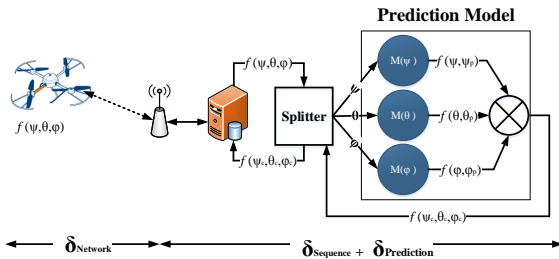 Prediction Model
f(ψ,θ,φ)
M(ψ)
f(ψ,ψp)
ψ
Splitter
θ
M(θ)
f(θ,θp)
f(ψ,θ,φ)
φ
M(φ)
f(φ,φp)
f(ψc,θc,φc)
f(ψc,θc,φc)
δNetwork
δSequence + δPrediction